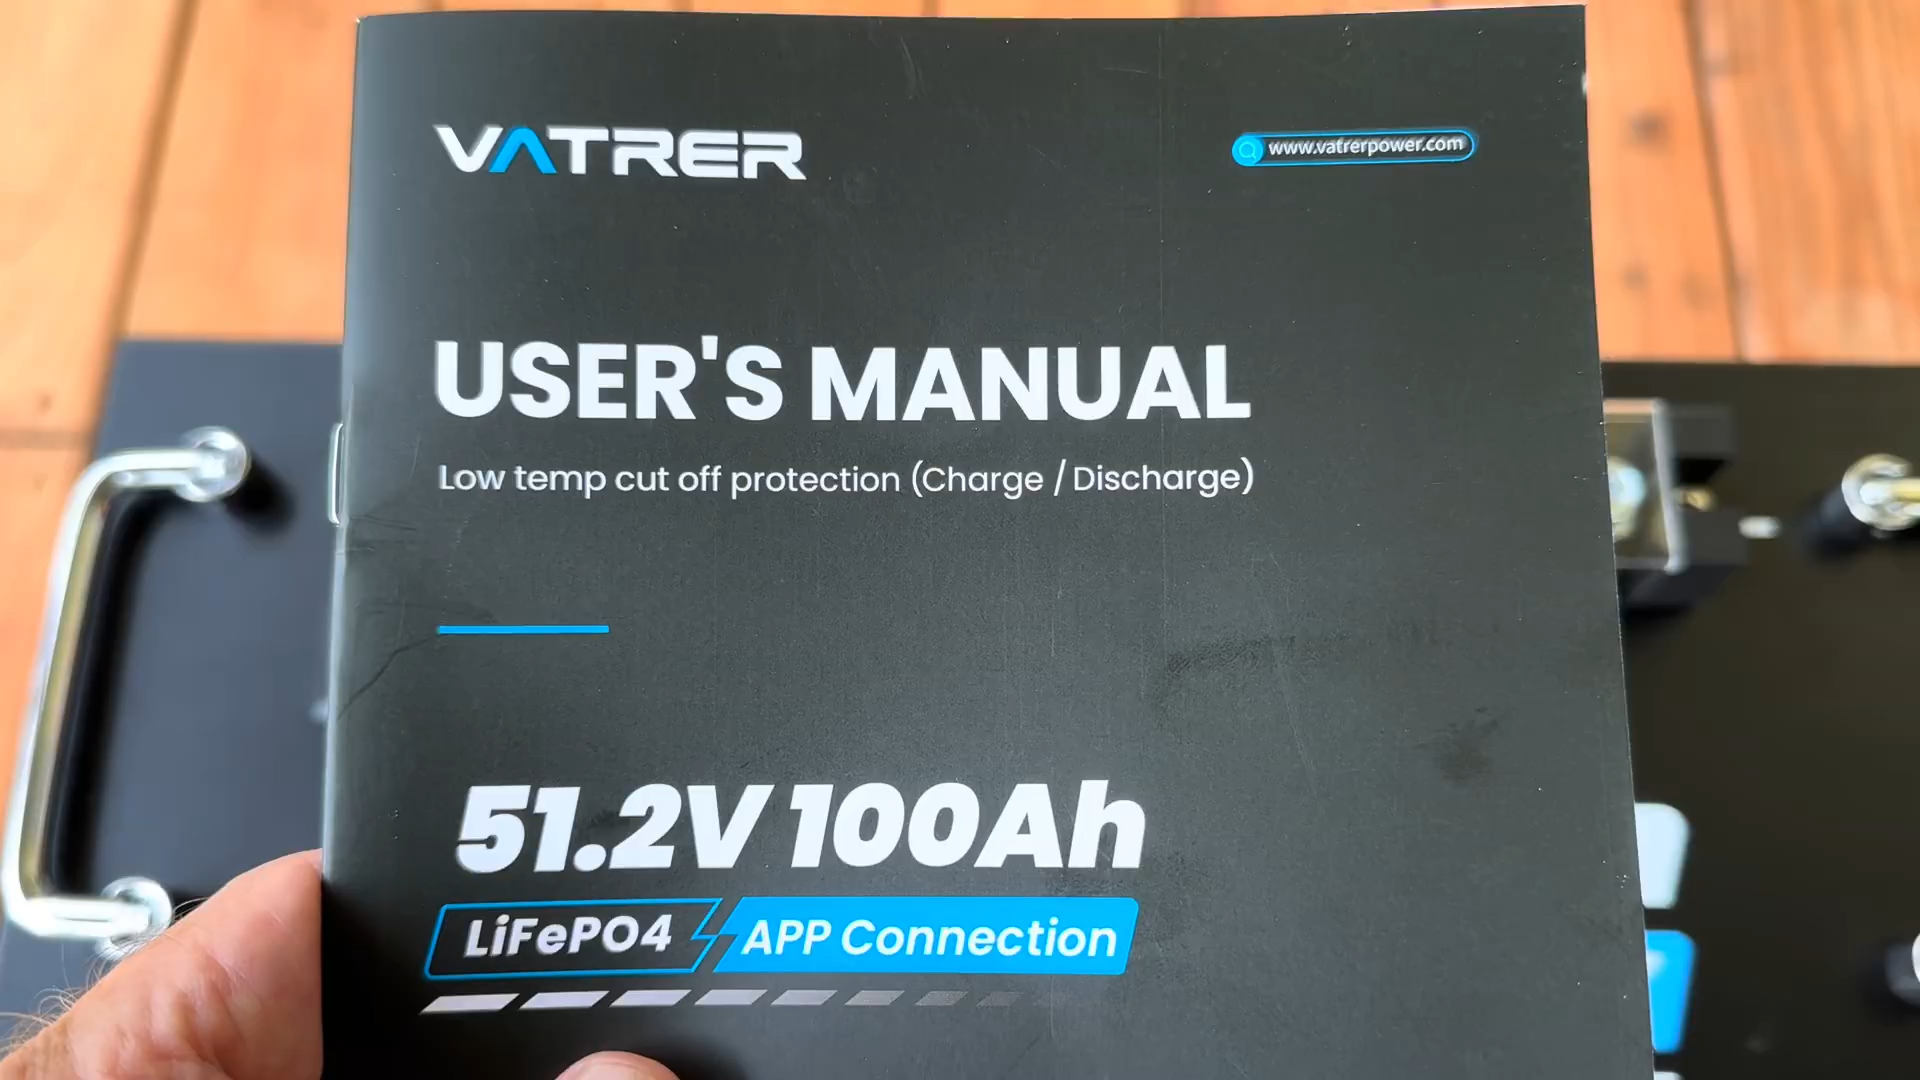 VATRER
www.vatrerpower.com
USER'S MANUAL
Low temp cut off protection (Charge / Discharge)
51.2V 100Ah
LiFePO4
APP Connection